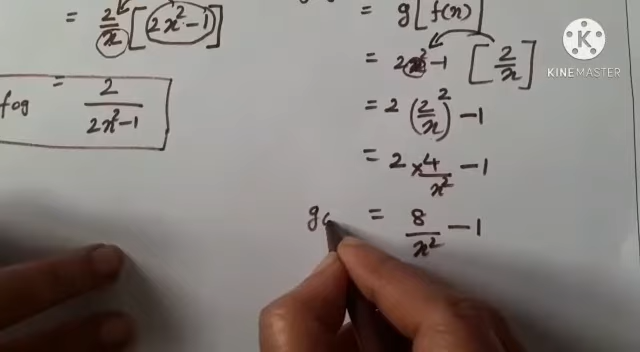 = 2/x [2x²-1]
fog = 2/(2x²-1)
= g[f(x)]
= 2x²-1 [2/x]
= 2(2/x)² -1
= 2×4/x² -1
go = 8/x² -1
KINEMASTER